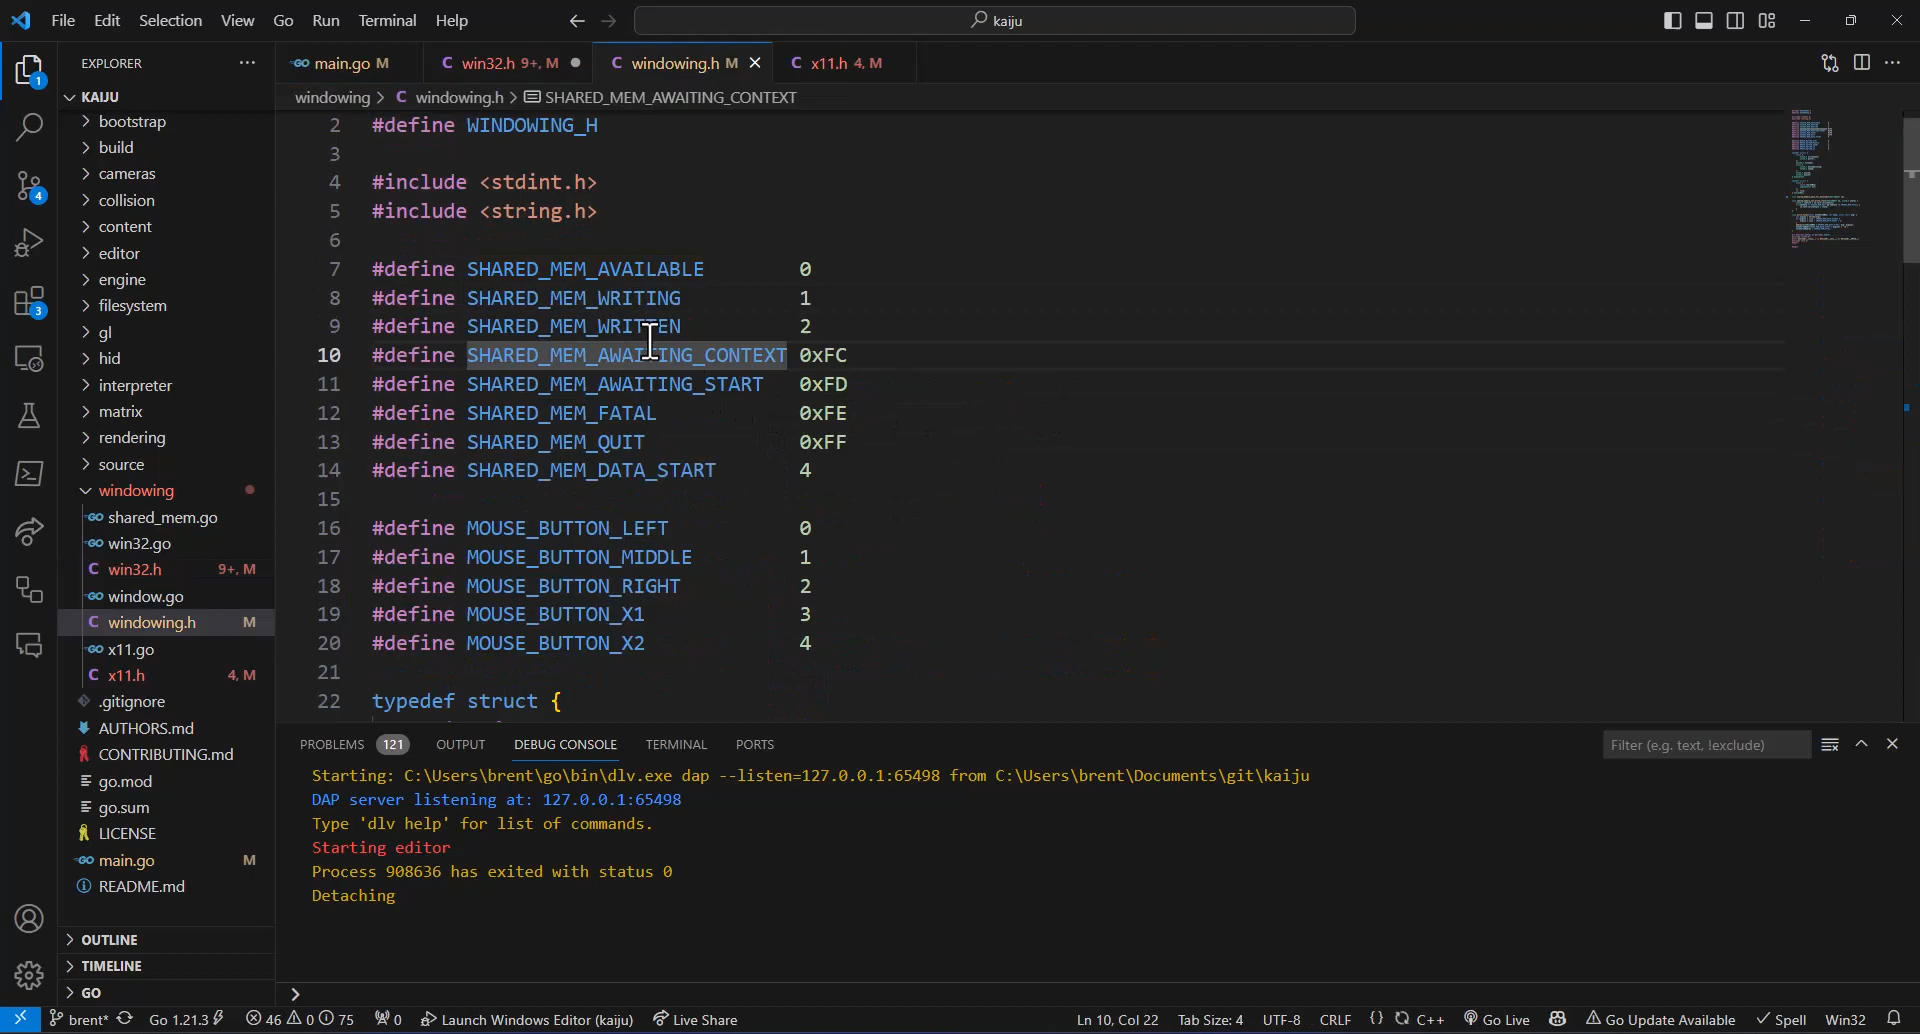 File Edit Selection View Go Run Terminal Help
kaiju
EXPLORER
KAIJU
bootstrap
build
cameras
collision
content
editor
engine
filesystem
gl
hid
interpreter
matrix
rendering
source
windowing
shared_mem.go
win32.go
win32.h 9+, M
window.go
windowing.h M
x11.go
x11.h 4, M
.gitignore
AUTHORS.md
CONTRIBUTING.md
go.mod
go.sum
LICENSE
main.go M
README.md
OUTLINE
TIMELINE
GO
1
4
3
main.go M
win32.h 9+, M
windowing.h M
x11.h 4, M
windowing > C windowing.h > SHARED_MEM_AWAITING_CONTEXT
2 #define WINDOWING_H
3
4 #include <stdint.h>
5 #include <string.h>
6
7 #define SHARED_MEM_AVAILABLE 0
8 #define SHARED_MEM_WRITING 1
9 #define SHARED_MEM_WRITTEN 2
10 #define SHARED_MEM_AWAITING_CONTEXT 0xFC
11 #define SHARED_MEM_AWAITING_START 0xFD
12 #define SHARED_MEM_FATAL 0xFE
13 #define SHARED_MEM_QUIT 0xFF
14 #define SHARED_MEM_DATA_START 4
15
16 #define MOUSE_BUTTON_LEFT 0
17 #define MOUSE_BUTTON_MIDDLE 1
18 #define MOUSE_BUTTON_RIGHT 2
19 #define MOUSE_BUTTON_X1 3
20 #define MOUSE_BUTTON_X2 4
21
22 typedef struct {
PROBLEMS 121 OUTPUT DEBUG CONSOLE TERMINAL PORTS
Filter (e.g. text, !exclude)
Starting: C:\Users\brent\go\bin\dlv.exe dap --listen=127.0.0.1:65498 from C:\Users\brent\Documents\git\kaiju
DAP server listening at: 127.0.0.1:65498
Type 'dlv help' for list of commands.
Starting editor
Process 908636 has exited with status 0
Detaching
brent* Go 1.21.3 46 0 75 0 Launch Windows Editor (kaiju) Live Share Ln 10, Col 22 Tab Size: 4 UTF-8 CRLF {} C++ Go Live Go Update Available Spell Win32